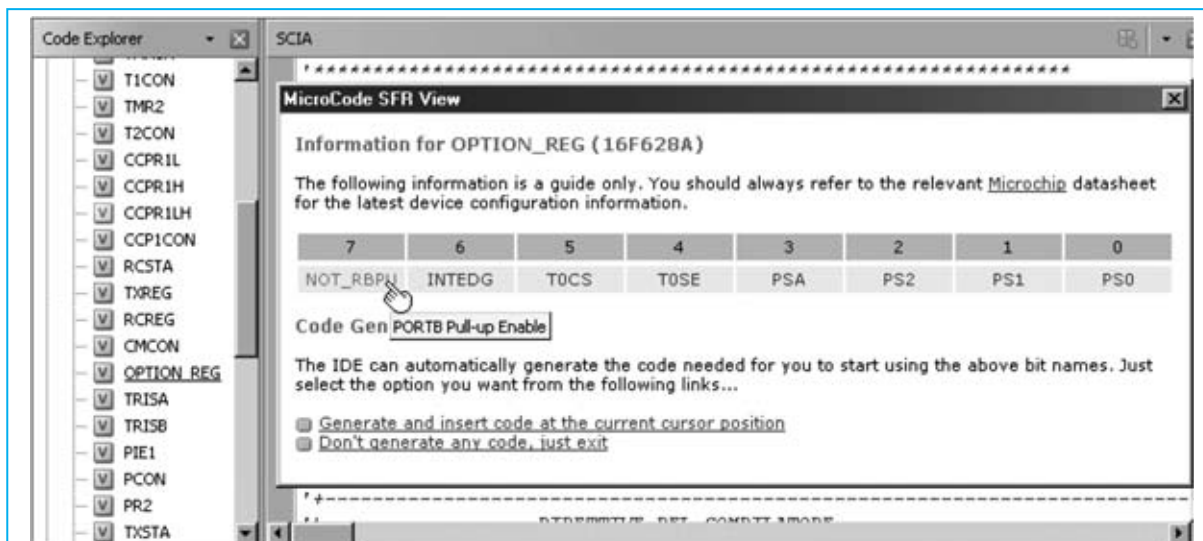 Code Explorer
T1CON
TMR2
T2CON
CCPR1L
CCPR1H
CCPR1LH
CCP1CON
RCSTA
TXREG
RCREG
CMCON
OPTION_REG
TRISA
TRISB
PIE1
PCON
PR2
TXSTA
SCIA
'****************************************************************
MicroCode SFR View
Information for OPTION_REG (16F628A)
The following information is a guide only. You should always refer to the relevant Microchip datasheet
for the latest device configuration information.
7 6 5 4 3 2 1 0
NOT_RBPU INTEDG T0CS T0SE PSA PS2 PS1 PS0
Code Gen
PORTB Pull-up Enable
The IDE can automatically generate the code needed for you to start using the above bit names. Just
select the option you want from the following links...
Generate and insert code at the current cursor position
Don't generate any code, just exit